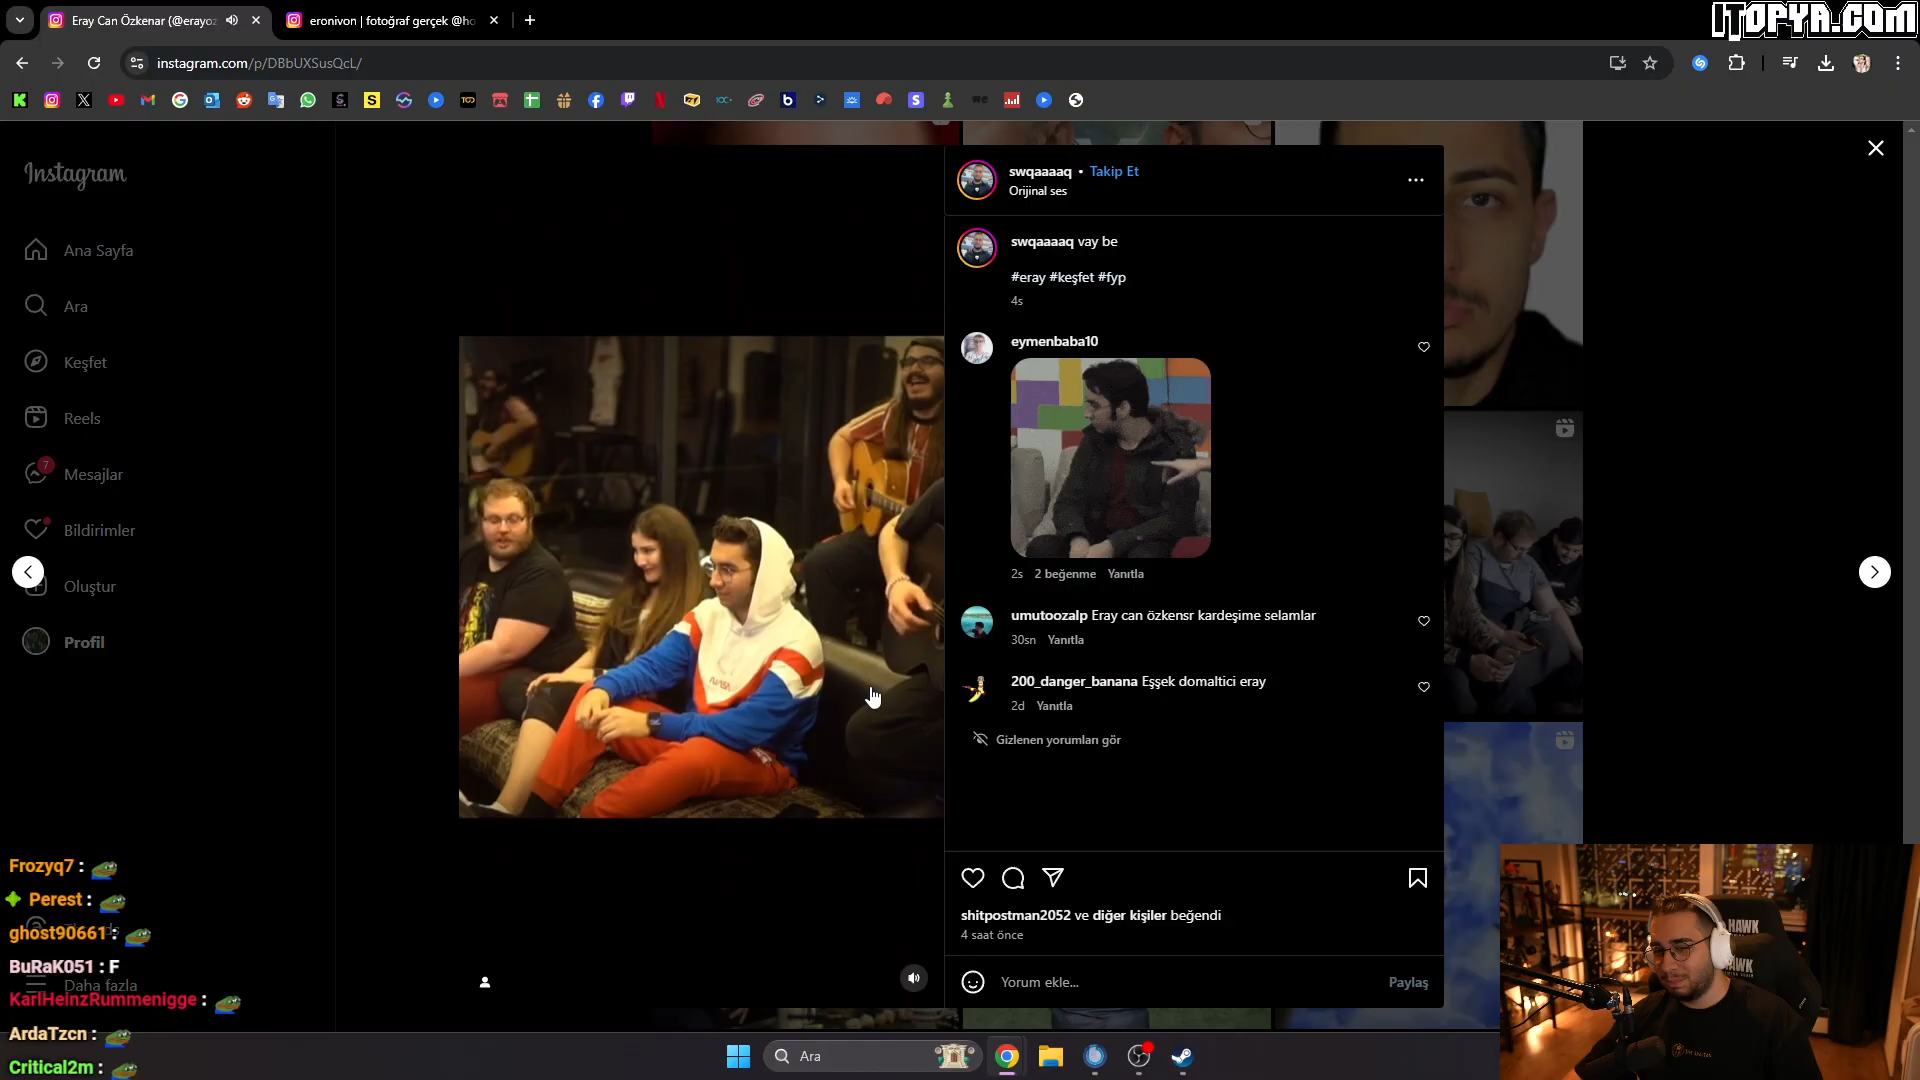 Eray Can Özkenar (@erayoz
eronivon | fotoğraf gerçek @ho
ITOPYA.COM
instagram.com/p/DBbUXSusQcL/
Instagram
Ana Sayfa
Ara
Keşfet
Reels
7
Mesajlar
Bildirimler
Oluştur
Profil
Daha fazla
swqaaaaq • Takip Et
Orijinal ses
swqaaaaq vay be
#eray #keşfet #fyp
4s
eymenbaba10
2s 2 beğenme Yanıtla
umutoozalp Eray can özkensr kardeşime selamlar
30sn Yanıtla
200_danger_banana Eşşek domaltici eray
2d Yanıtla
Gizlenen yorumları gör
shitpostman2052 ve diğer kişiler beğendi
4 saat önce
Yorum ekle...
Paylaş
NASA
Frozyq7 :
Perest :
ghost90661 :
BuRaK051 : F
KarlHeinzRummenigge :
ArdaTzcn :
Critical2m :
Ara
HAWK
HAWK